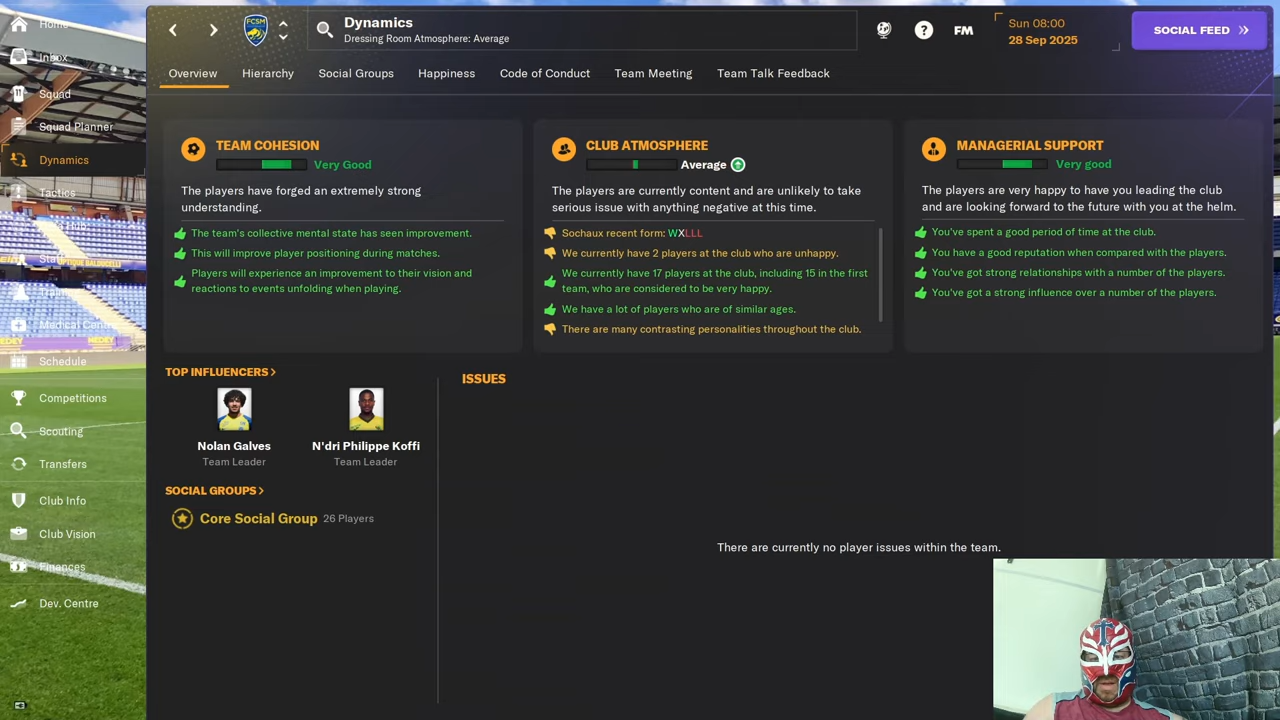 Home
Inbox
Squad
Squad Planner
Dynamics
Tactics
Medical Centre
Schedule
Competitions
Scouting
Transfers
Club Info
Club Vision
Finances
Dev. Centre
FCSM
Dynamics
Dressing Room Atmosphere: Average
?
FM
Sun 08:00
28 Sep 2025
SOCIAL FEED
Overview
Hierarchy
Social Groups
Happiness
Code of Conduct
Team Meeting
Team Talk Feedback
TEAM COHESION
Very Good
The players have forged an extremely strong
understanding.
The team's collective mental state has seen improvement.
This will improve player positioning during matches.
Players will experience an improvement to their vision and
reactions to events unfolding when playing.
CLUB ATMOSPHERE
Average
The players are currently content and are unlikely to take
serious issue with anything negative at this time.
Sochaux recent form: WXLLL
We currently have 2 players at the club who are unhappy.
We currently have 17 players at the club, including 15 in the first
team, who are considered to be very happy.
We have a lot of players who are of similar ages.
There are many contrasting personalities throughout the club.
MANAGERIAL SUPPORT
Very good
The players are very happy to have you leading the club
and are looking forward to the future with you at the helm.
You've spent a good period of time at the club.
You have a good reputation when compared with the players.
You've got strong relationships with a number of the players.
You've got a strong influence over a number of the players.
TOP INFLUENCERS >
Nolan Galves
Team Leader
N'dri Philippe Koffi
Team Leader
SOCIAL GROUPS >
Core Social Group 26 Players
ISSUES
There are currently no player issues within the team.